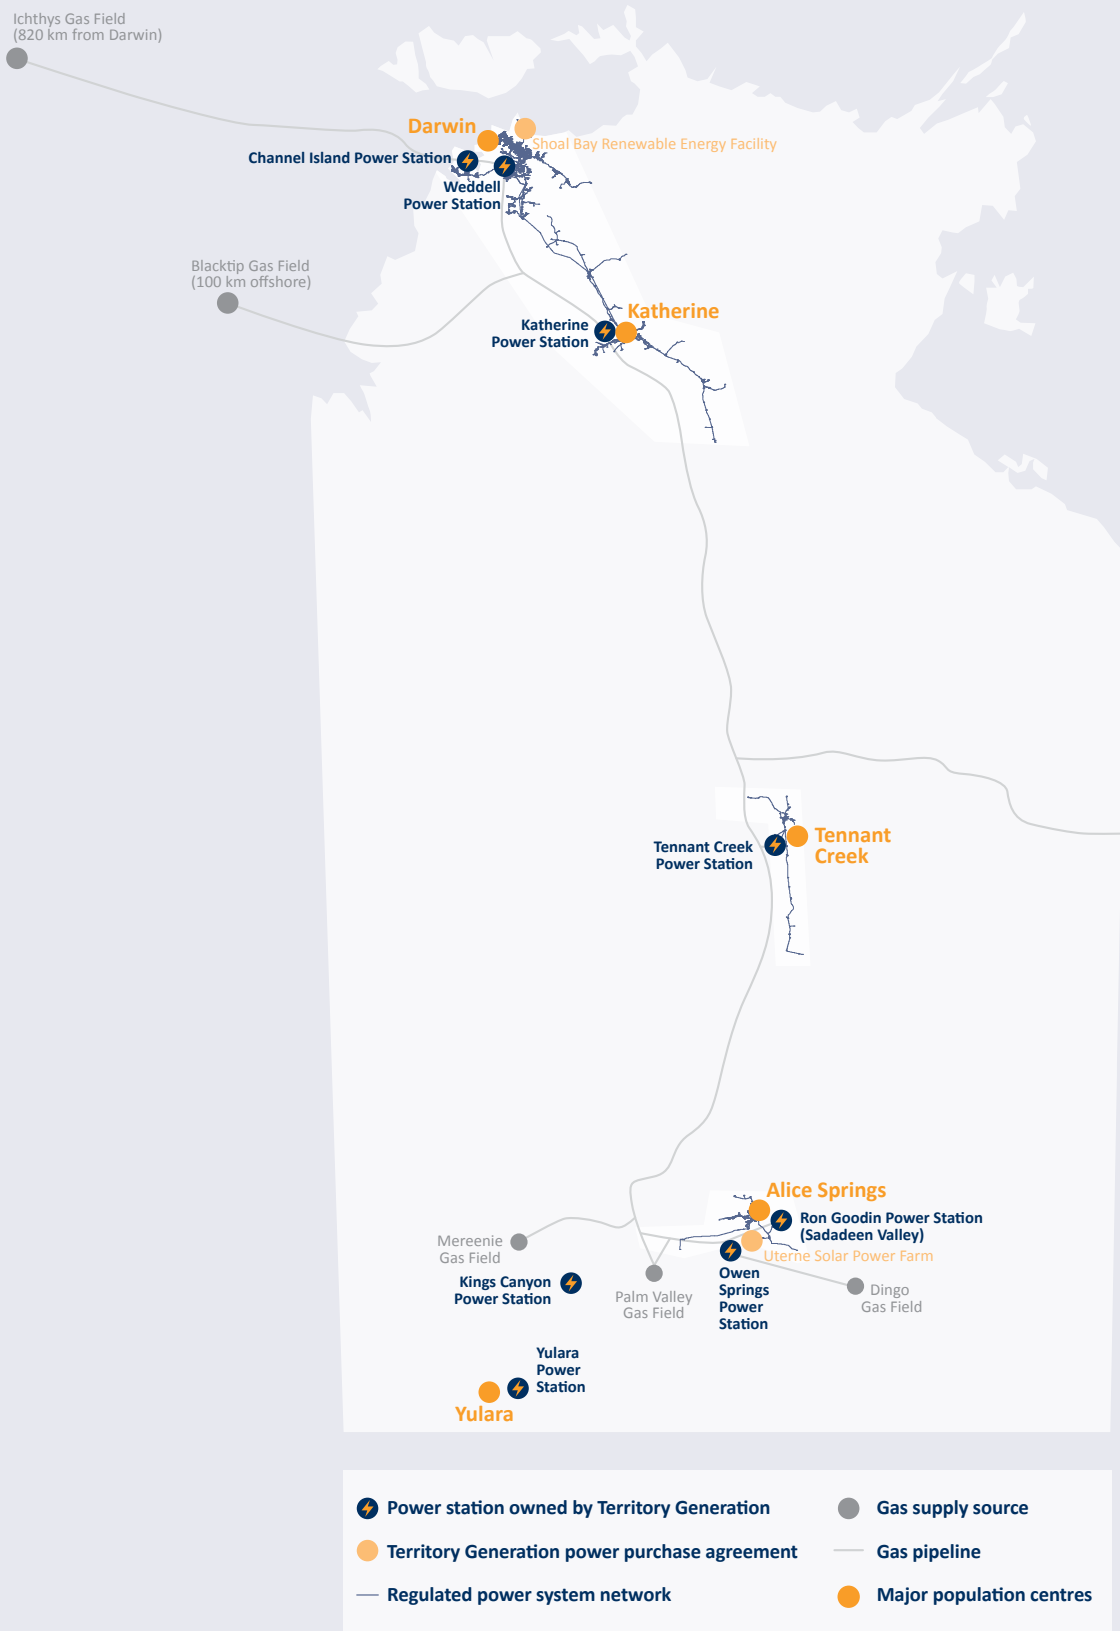 Ichthys Gas Field
(820 km from Darwin)
Darwin
Shoal Bay Renewable Energy Facility
Channel Island Power Station
Weddell
Power Station
Blacktip Gas Field
(100 km offshore)
Katherine
Katherine
Power Station
Tennant
Creek
Tennant Creek
Power Station
Alice Springs
Ron Goodin Power Station
(Sadadeen Valley)
Uterne Solar Power Farm
Mereenie
Gas Field
Kings Canyon
Power Station
Palm Valley
Gas Field
Owen
Springs
Power
Station
Dingo
Gas Field
Yulara
Power
Station
Yulara
Power station owned by Territory Generation
Territory Generation power purchase agreement
Regulated power system network
Gas supply source
Gas pipeline
Major population centres